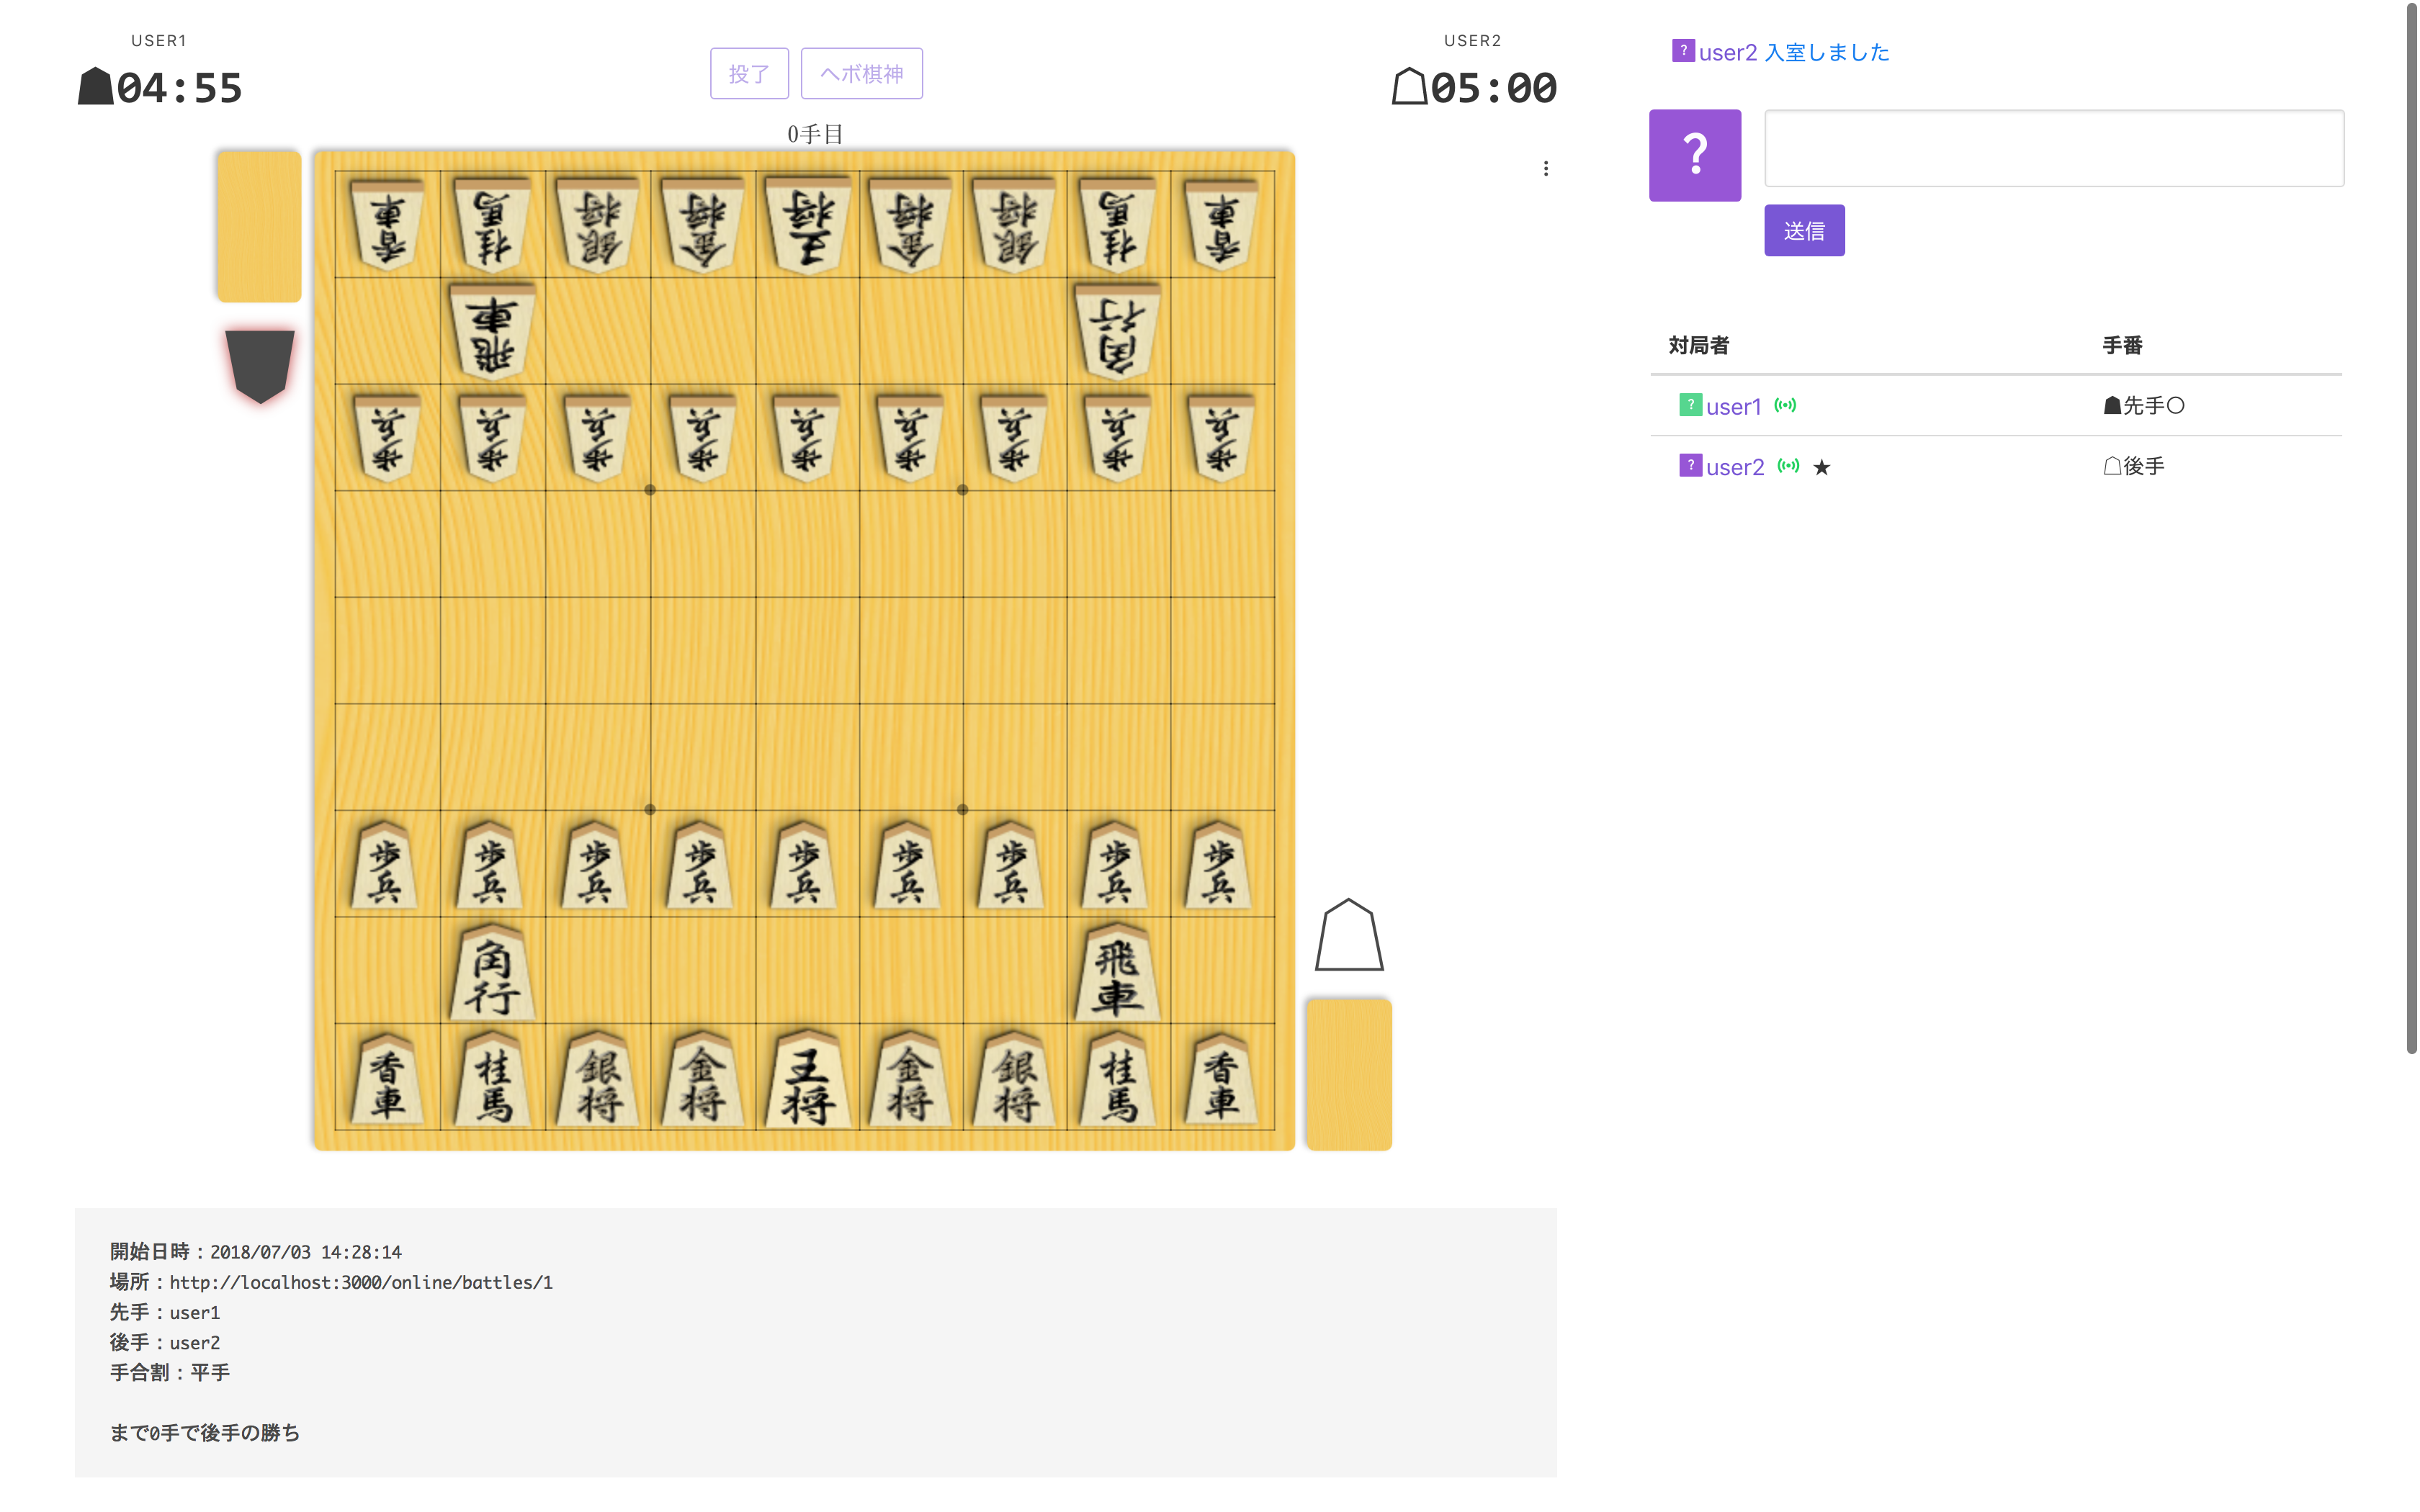 USER1
04:55
投了
ヘボ棋神
0手目
USER2
05:00
香車 桂馬 銀将 金将 王将 金将 銀将 桂馬 香車
飛車 角行
歩兵 歩兵 歩兵 歩兵 歩兵 歩兵 歩兵 歩兵 歩兵
歩兵 歩兵 歩兵 歩兵 歩兵 歩兵 歩兵 歩兵 歩兵
角行 飛車
香車 桂馬 銀将 金将 王将 金将 銀将 桂馬 香車
開始日時：2018/07/03 14:28:14
場所：http://localhost:3000/online/battles/1
先手：user1
後手：user2
手合割：平手
まで0手で後手の勝ち
? user2 入室しました
?
送信
対局者 手番
? user1 ☗先手○
? user2 ★ ☖後手